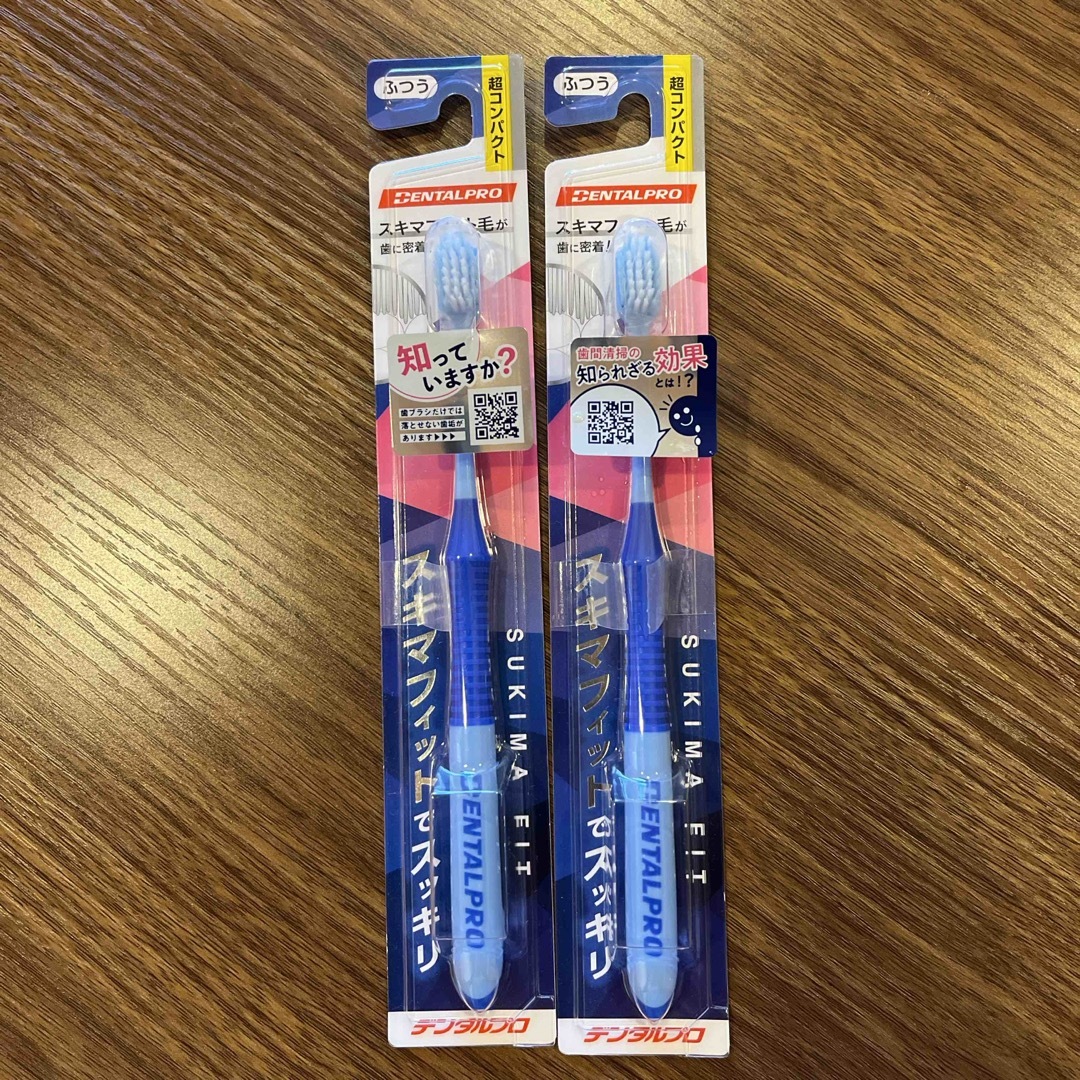 ふつう
超コンパクト
DENTALPRO
スキマフ ト毛が
歯に密着!
知って
いますか?
歯ブラシだけでは
落とせない歯垢が
あります▶▶▶
スキマフィットでスッキリ
SUKIMA FIT
DENTALPRO
デンタルプロ
ふつう
超コンパクト
DENTALPRO
スキマフ ト毛が
歯に密着!
歯間清掃の
知られざる効果
とは!?
スキマフィットでスッキリ
SUKIMA FIT
DENTALPRO
デンタルプロ